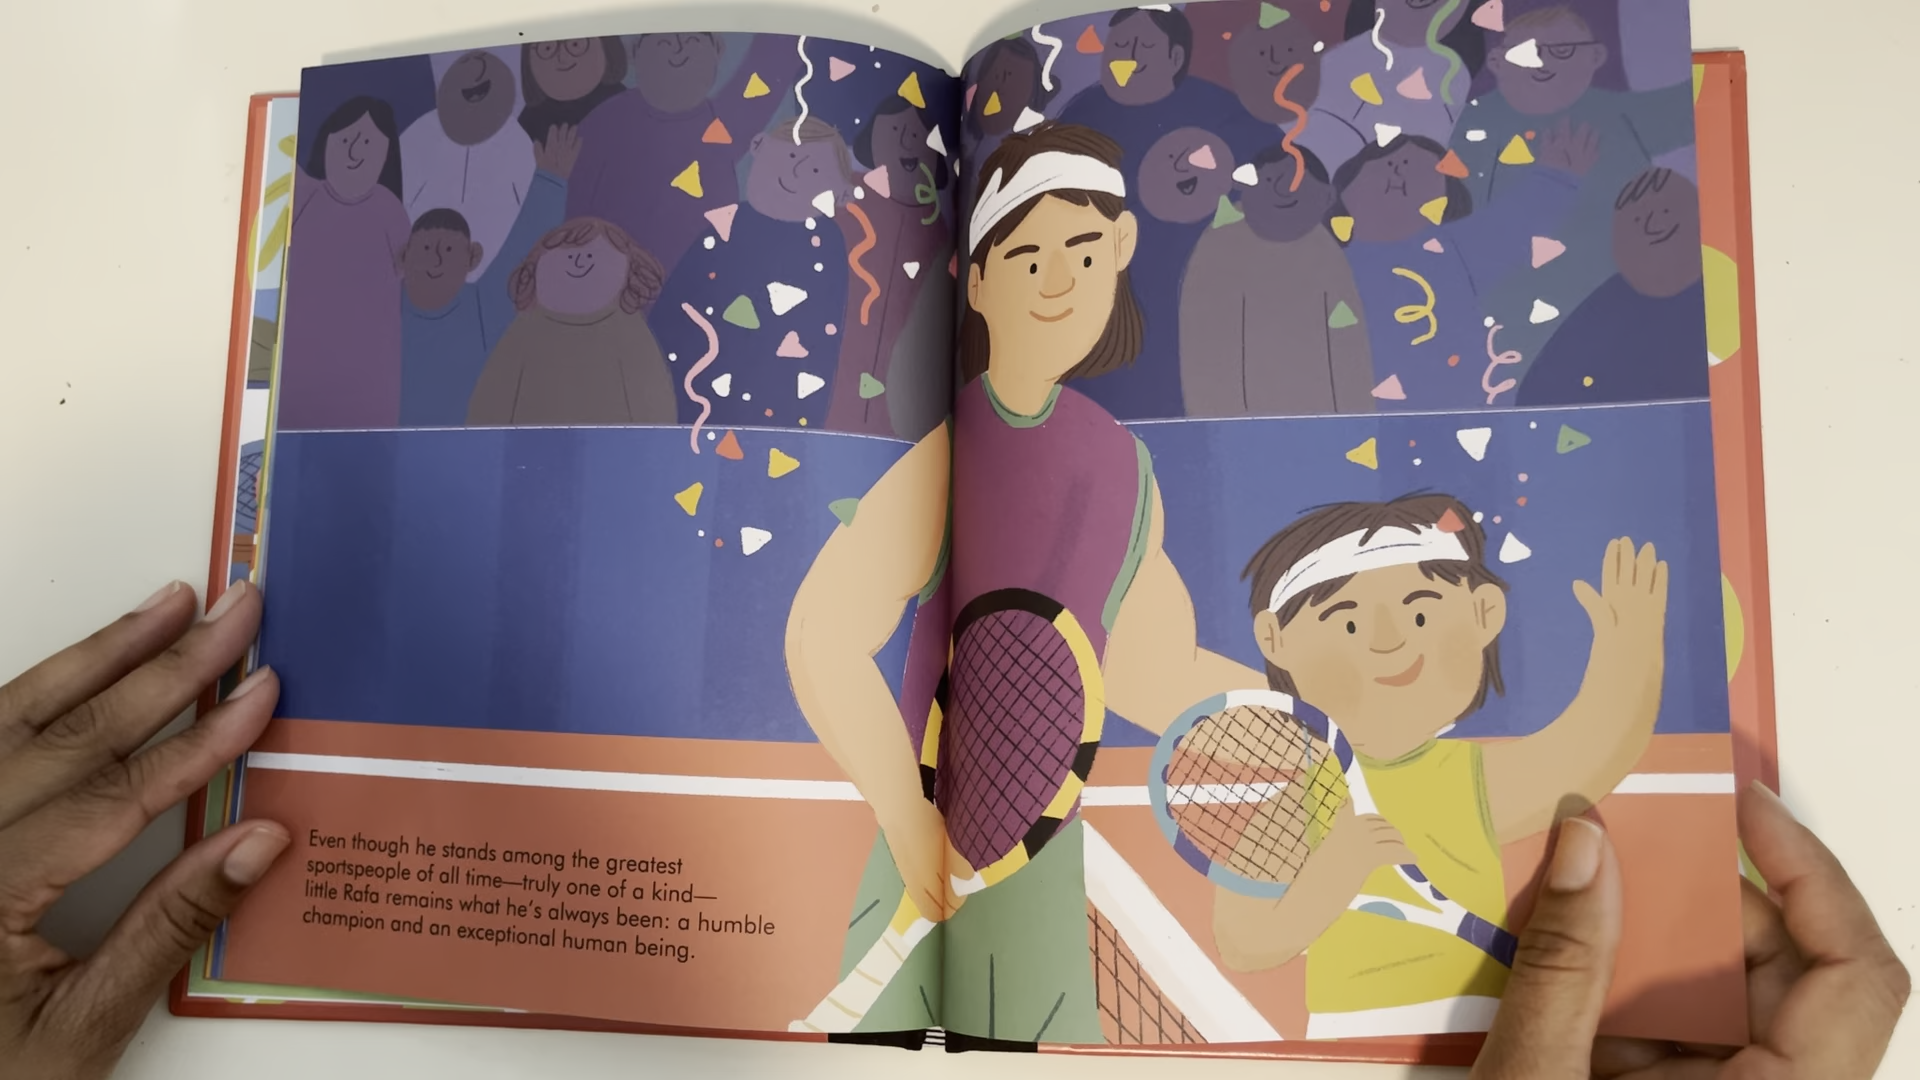 Even though he stands among the greatest
sportspeople of all time—truly one of a kind—
little Rafa remains what he's always been: a humble
champion and an exceptional human being.